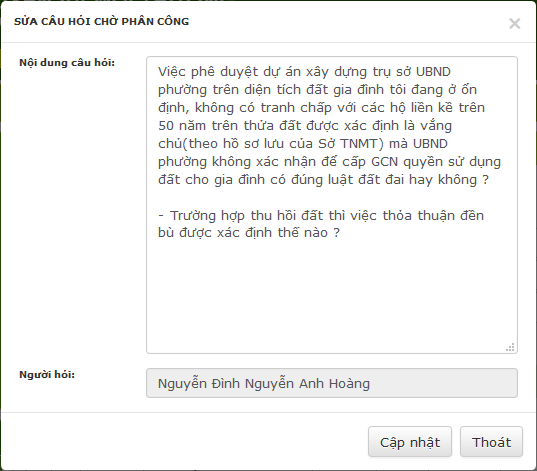 SỬA CÂU HỎI CHỜ PHÂN CÔNG
×
Nội dung câu hỏi:
Việc phê duyệt dự án xây dựng trụ sở UBND
phường trên diện tích đất gia đình tôi đang ở ổn
định, không có tranh chấp với các hộ liền kề trên
50 năm trên thửa đất được xác định là vắng
chủ(theo hồ sơ lưu của Sở TNMT) mà UBND
phường không xác nhận để cấp GCN quyền sử dụng
đất cho gia đình có đúng luật đất đai hay không ?
- Trường hợp thu hồi đất thì việc thỏa thuận đền
bù được xác định thế nào ?
Người hỏi:
Nguyễn Đình Nguyễn Anh Hoàng
Cập nhật
Thoát